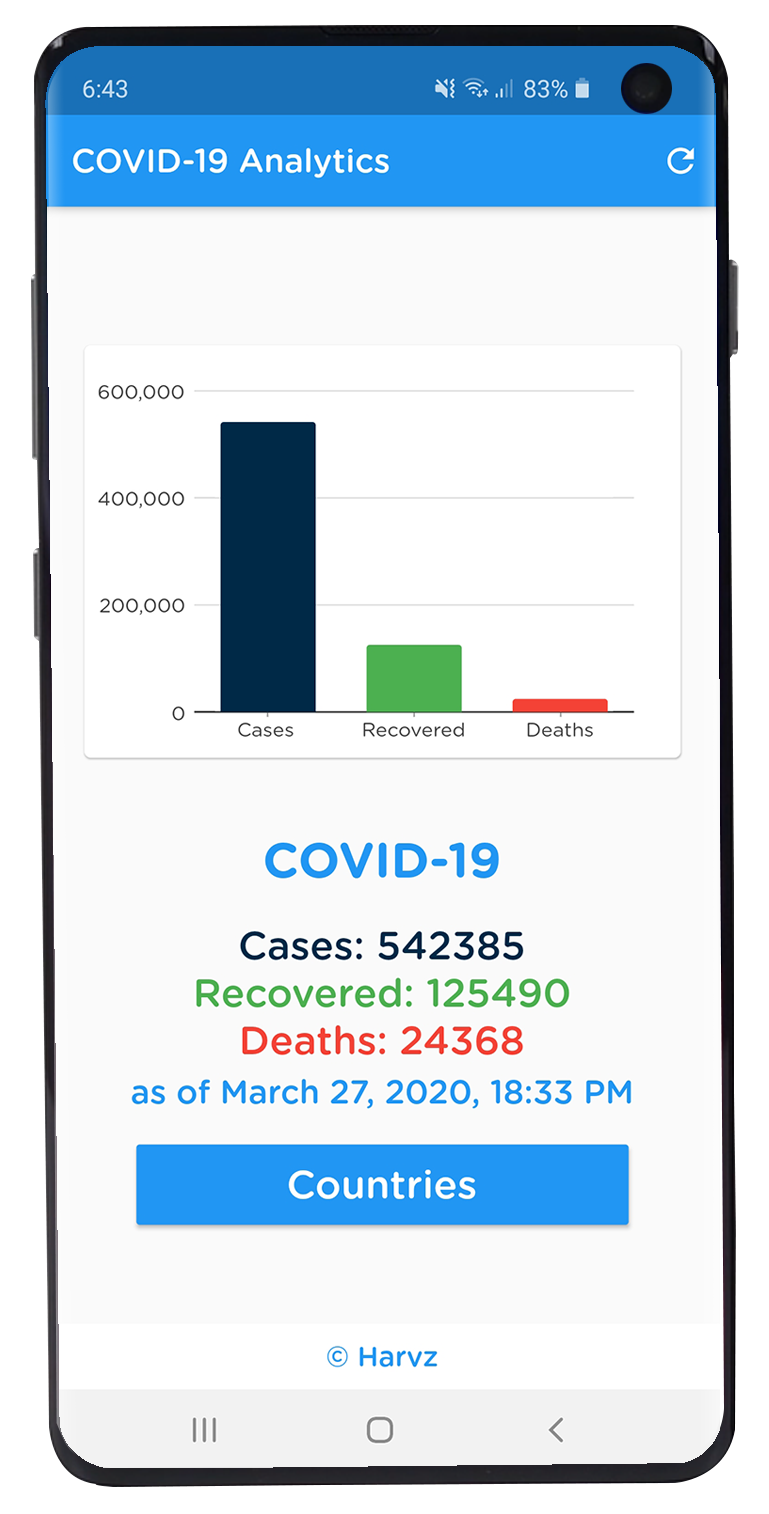 6:43 83%
COVID-19 Analytics
600,000
400,000
200,000
0
Cases Recovered Deaths
COVID-19
Cases: 542385
Recovered: 125490
Deaths: 24368
as of March 27, 2020, 18:33 PM
Countries
© Harvz